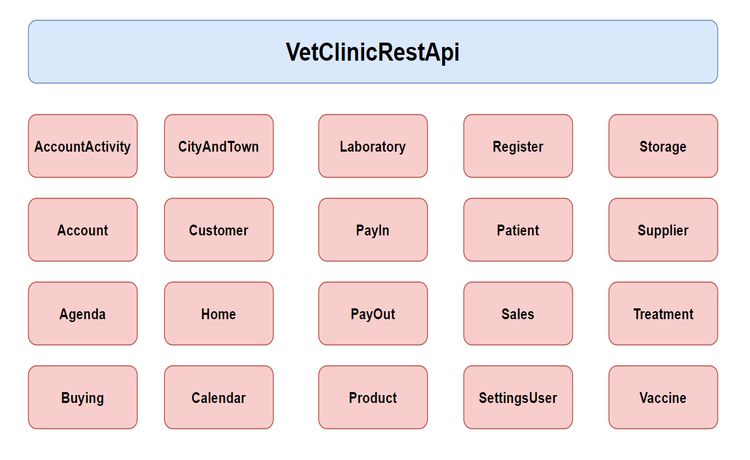 VetClinicRestApi
AccountActivity
CityAndTown
Laboratory
Register
Storage
Account
Customer
PayIn
Patient
Supplier
Agenda
Home
PayOut
Sales
Treatment
Buying
Calendar
Product
SettingsUser
Vaccine